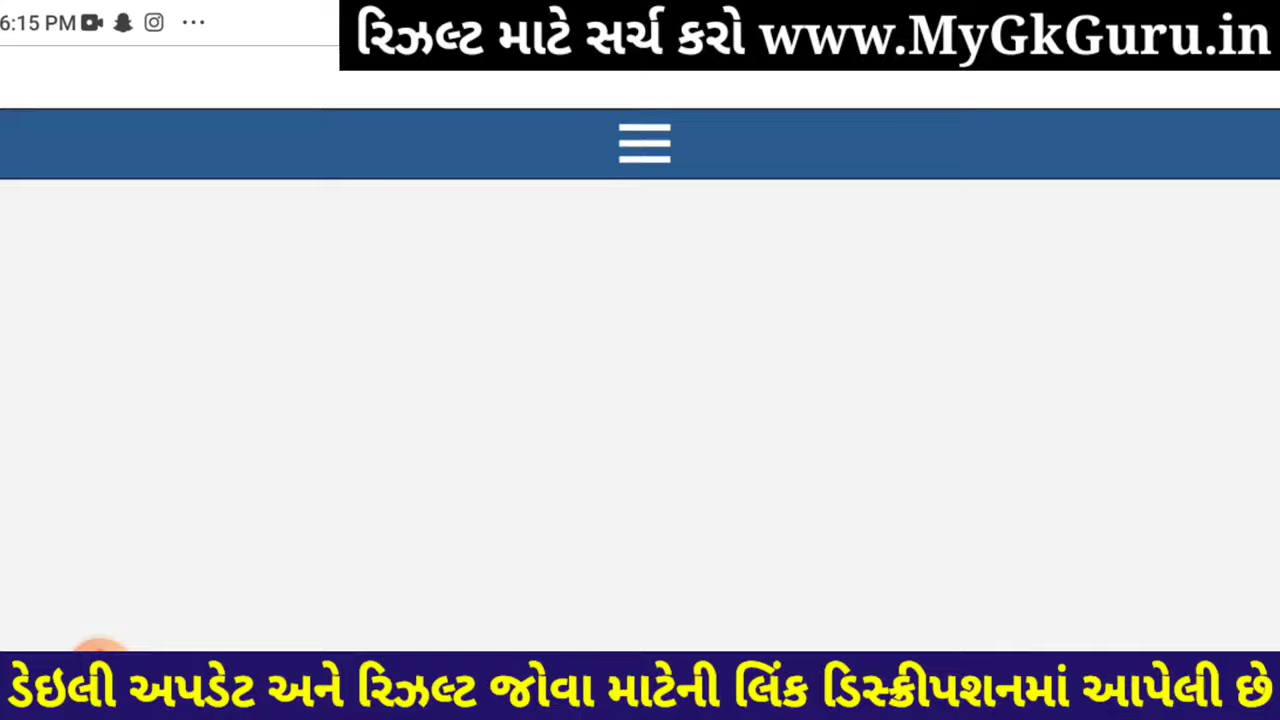 6:15 PM
રિઝલ્ટ માટે સર્ચ કરો www.MyGkGuru.in
ડેઇલી અપડેટ અને રિઝલ્ટ જોવા માટેની લિંક ડિસ્ક્રીપશનમાં આપેલી છે